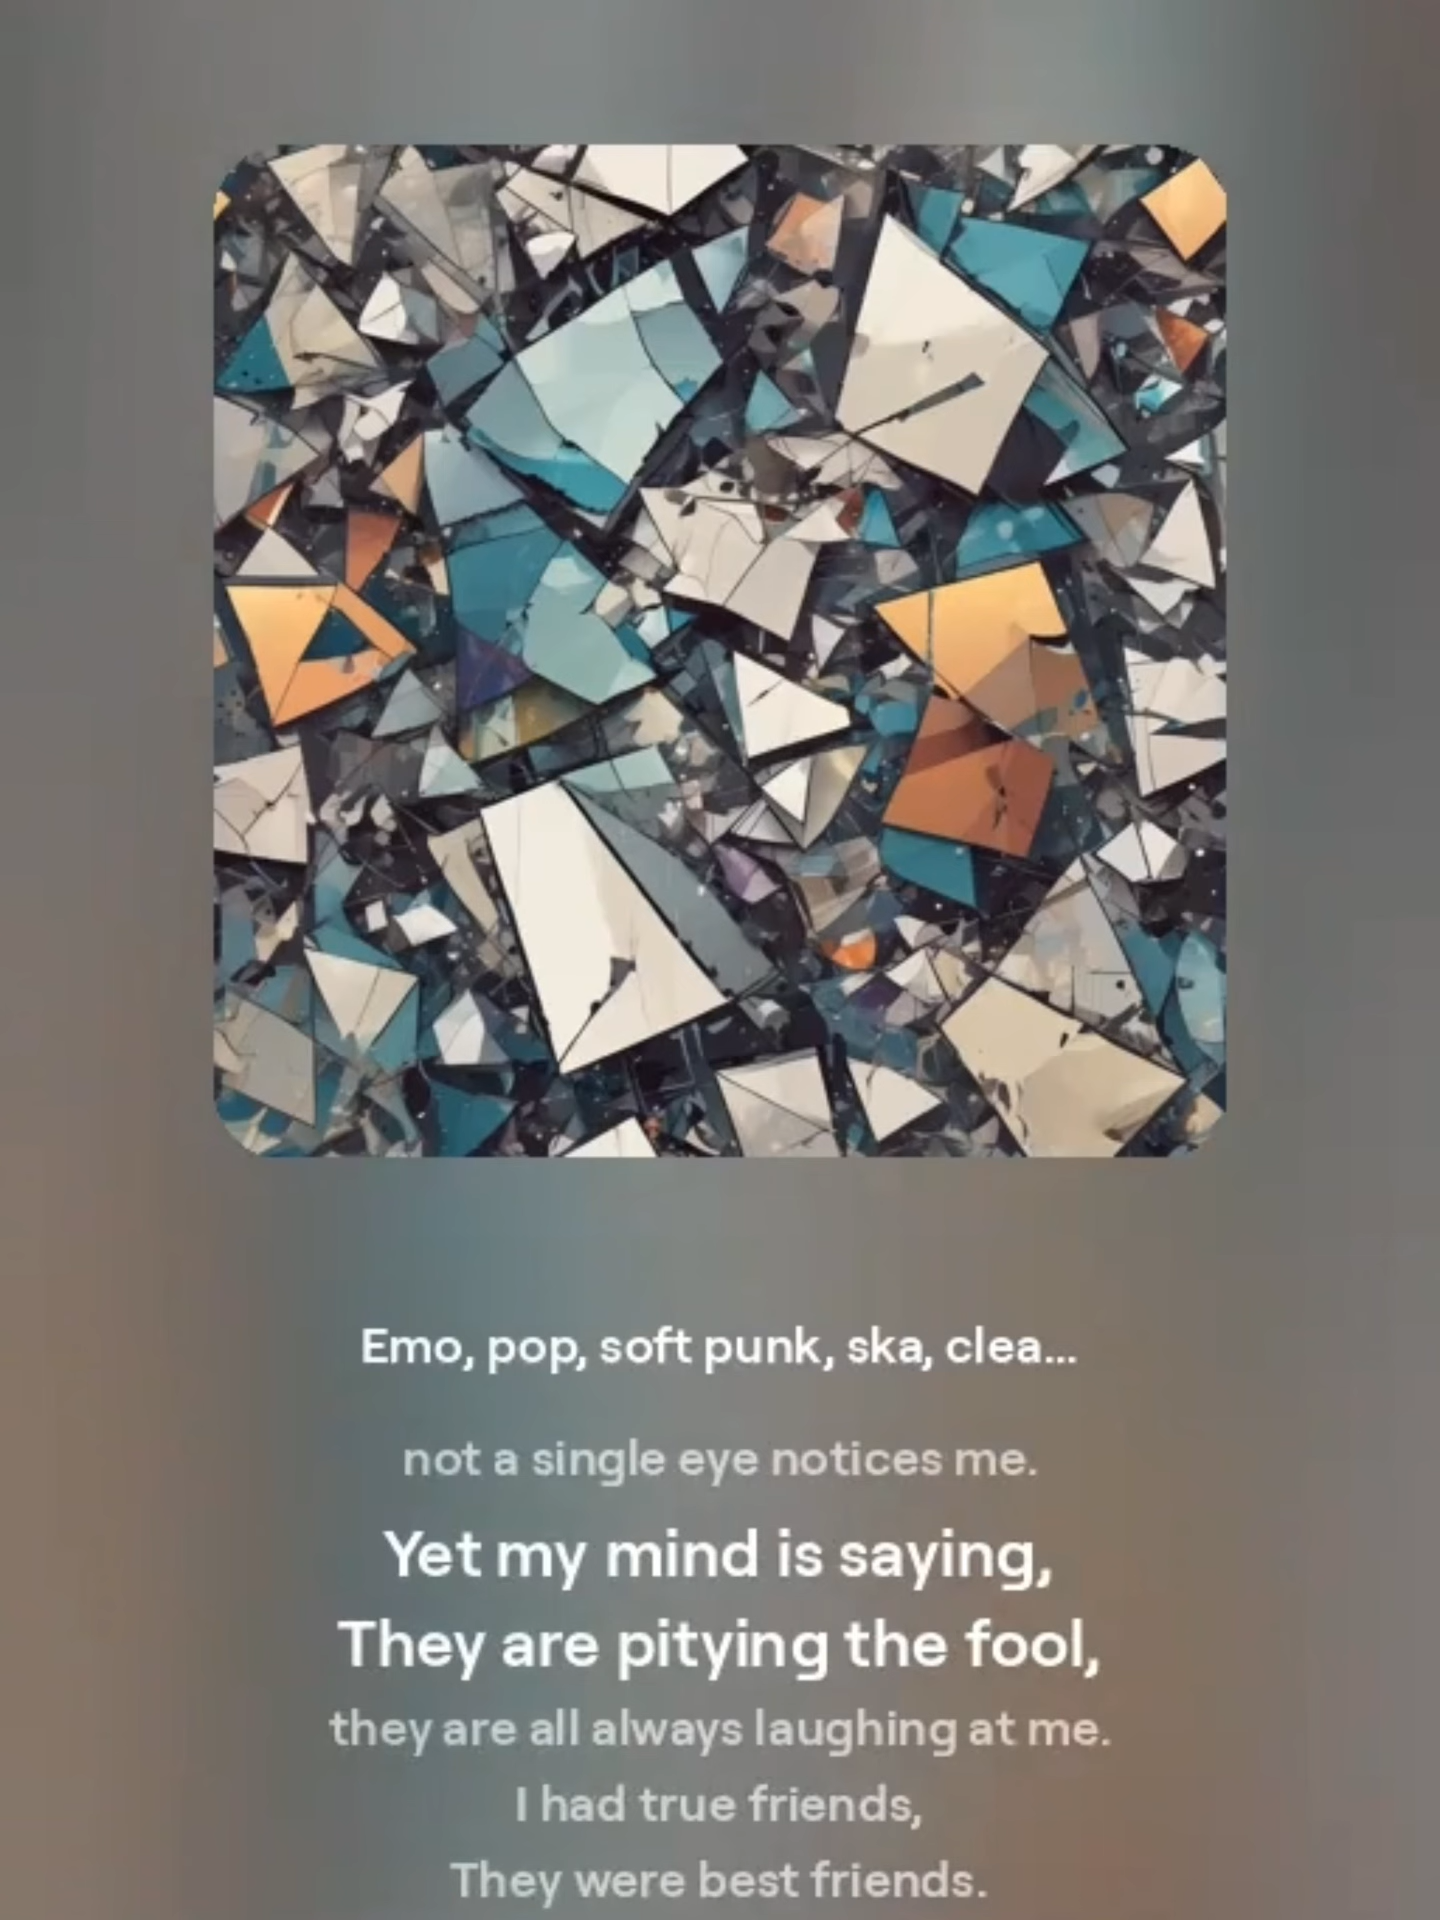 Emo, pop, soft punk, ska, clea...
not a single eye notices me.
Yet my mind is saying,
They are pitying the fool,
they are all always laughing at me.
I had true friends,
They were best friends.